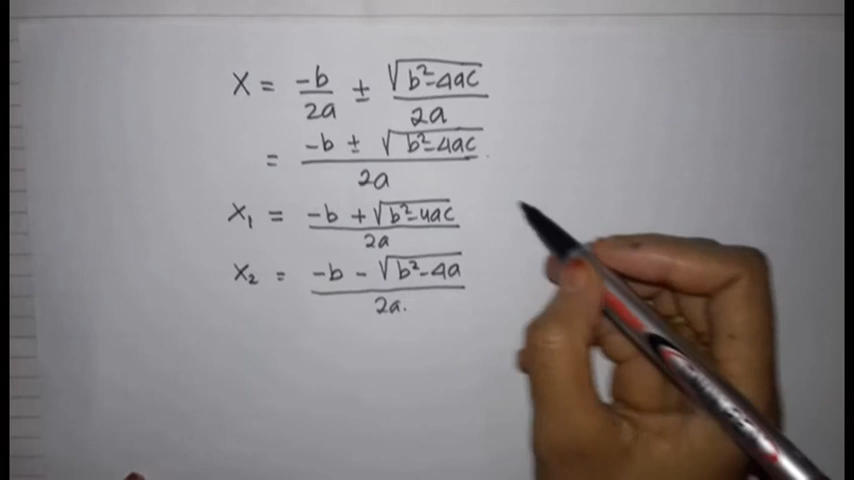 x = -b/2a ± √(b²-4ac)/2a
= (-b ± √(b²-4ac))/2a
x₁ = (-b + √(b²-4ac))/2a
x₂ = (-b - √(b²-4a))/2a.